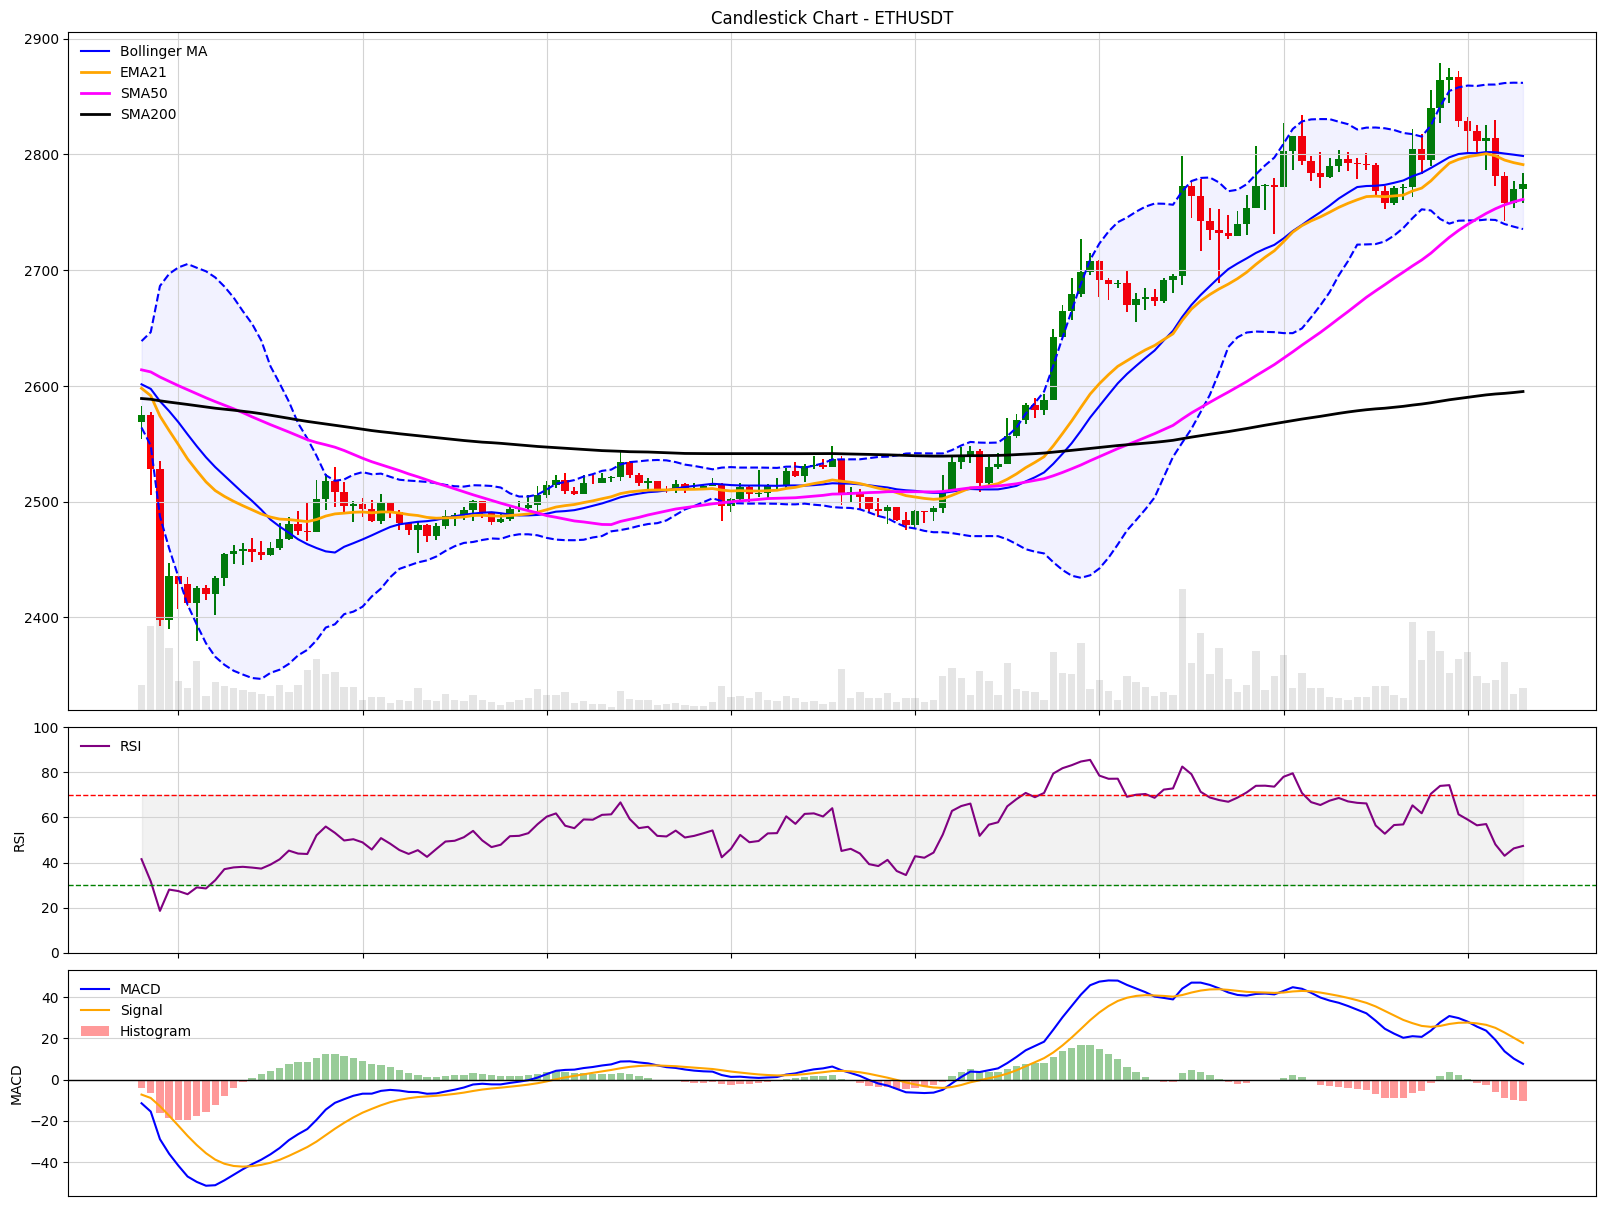 Candlestick Chart - ETHUSDT
Bollinger MA
EMA21
SMA50
SMA200
2900
2800
2700
2600
2500
2400
RSI
100
80
60
40
20
0
RSI
MACD
Signal
Histogram
40
20
0
−20
−40
MACD